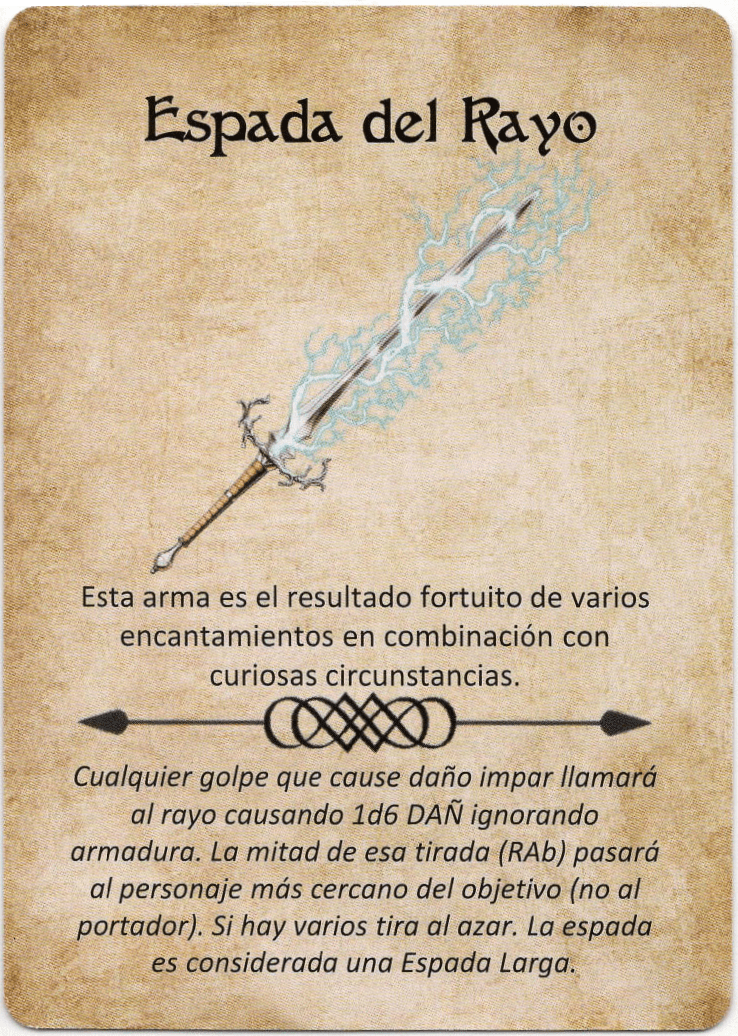 Espada del Rayo
Esta arma es el resultado fortuito de varios
encantamientos en combinación con
curiosas circunstancias.
Cualquier golpe que cause daño impar llamará
al rayo causando 1d6 DAÑ ignorando
armadura. La mitad de esa tirada (RAb) pasará
al personaje más cercano del objetivo (no al
portador). Si hay varios tira al azar. La espada
es considerada una Espada Larga.